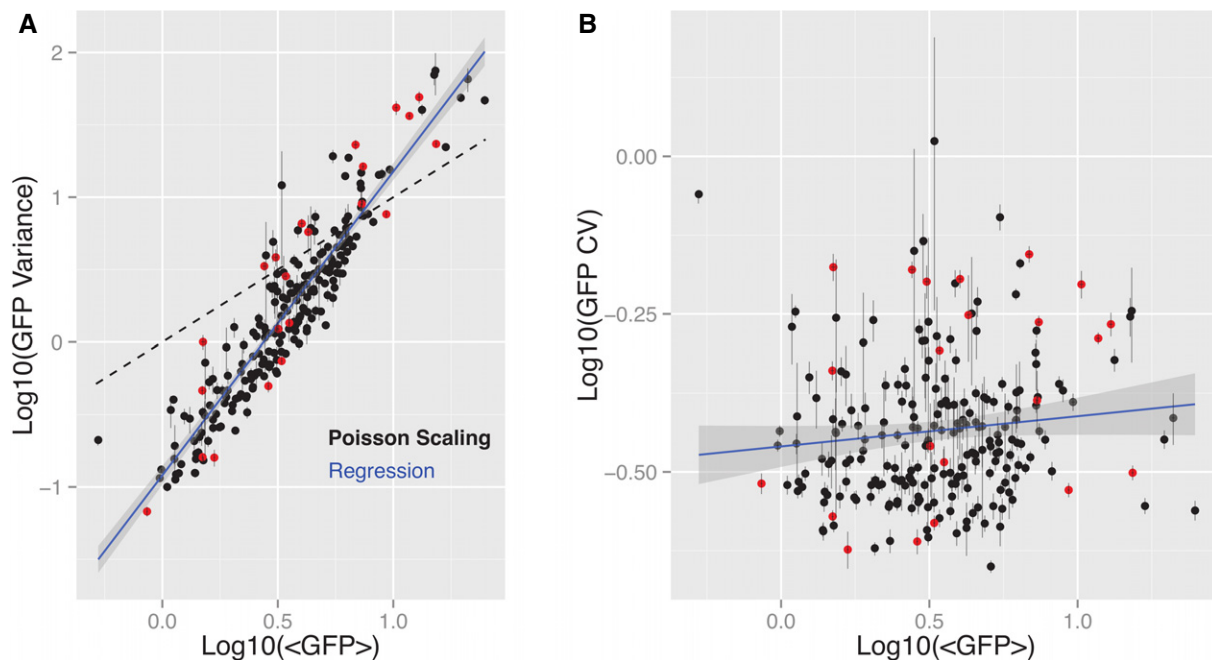 A
Log10(GFP Variance)
2
1
0
−1
Poisson Scaling
Regression
0.0
0.5
1.0
Log10(<GFP>)
B
Log10(GFP CV)
0.00
−0.25
−0.50
0.0
0.5
1.0
Log10(<GFP>)